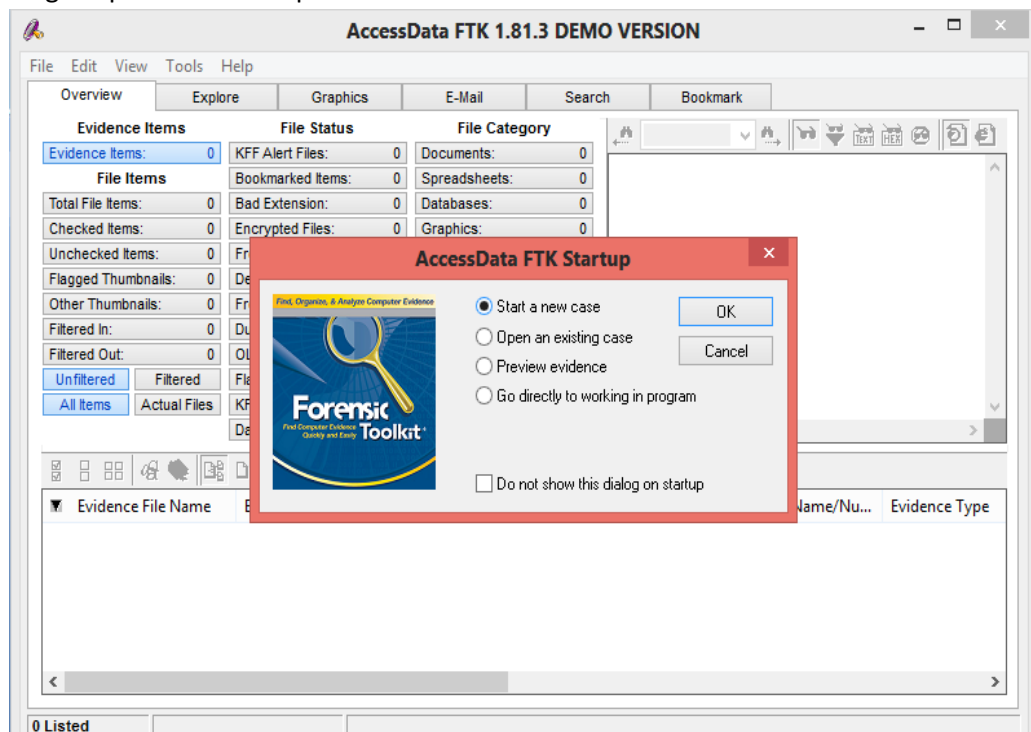 AccessData FTK 1.81.3 DEMO VERSION
File Edit View Tools Help
Overview Explore Graphics E-Mail Search Bookmark
Evidence Items File Status File Category
Evidence Items: 0 KFF Alert Files: 0 Documents: 0
File Items Bookmarked Items: 0 Spreadsheets: 0
Total File Items: 0 Bad Extension: 0 Databases: 0
Checked Items: 0 Encrypted Files: 0 Graphics: 0
Unchecked Items: 0
Flagged Thumbnails: 0
Other Thumbnails: 0
Filtered In: 0
Filtered Out: 0
Unfiltered Filtered
All Items Actual Files
TEXT HEX
AccessData FTK Startup
Find, Organize, & Analyze Computer Evidence
Forensic
Find Computer Evidence
Quickly and Easily
Toolkit
Start a new case
Open an existing case
Preview evidence
Go directly to working in program
Do not show this dialog on startup
OK
Cancel
Evidence File Name Name/Nu... Evidence Type
0 Listed